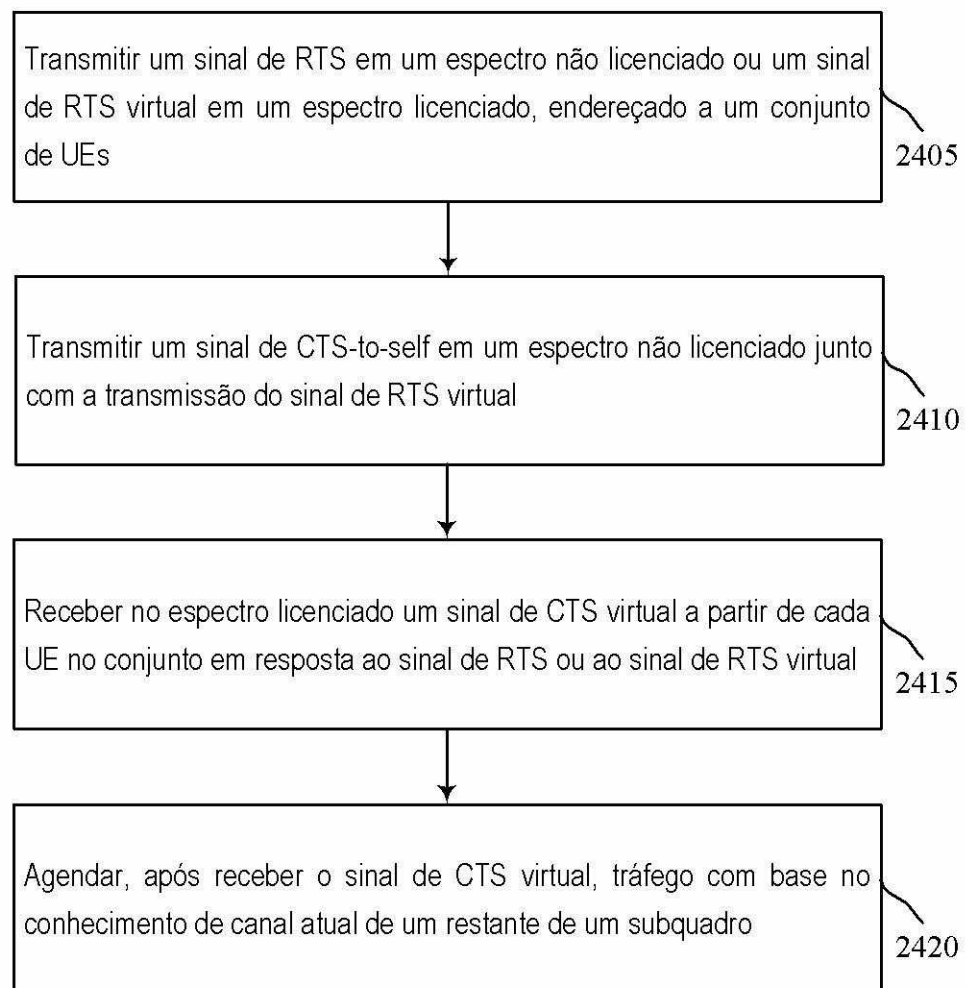 Transmitir um sinal de RTS em um espectro não licenciado ou um sinal
de RTS virtual em um espectro licenciado, endereçado a um conjunto
de UEs
2405
Transmitir um sinal de CTS-to-self em um espectro não licenciado junto
com a transmissão do sinal de RTS virtual
2410
Receber no espectro licenciado um sinal de CTS virtual a partir de cada
UE no conjunto em resposta ao sinal de RTS ou ao sinal de RTS virtual
2415
Agendar, após receber o sinal de CTS virtual, tráfego com base no
conhecimento de canal atual de um restante de um subquadro
2420